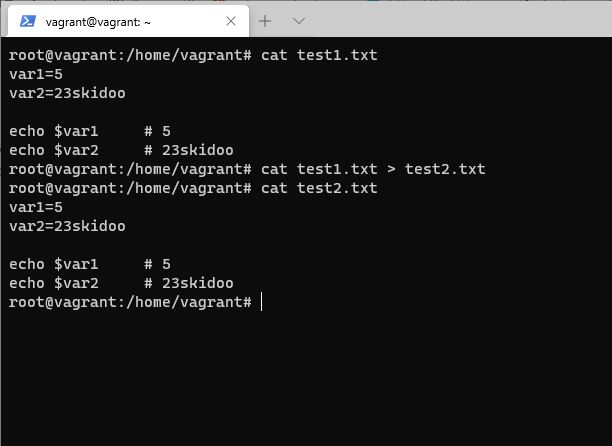 vagrant@vagrant: ~
root@vagrant:/home/vagrant# cat test1.txt
var1=5
var2=23skidoo

echo $var1     # 5
echo $var2     # 23skidoo
root@vagrant:/home/vagrant# cat test1.txt > test2.txt
root@vagrant:/home/vagrant# cat test2.txt
var1=5
var2=23skidoo

echo $var1     # 5
echo $var2     # 23skidoo
root@vagrant:/home/vagrant#